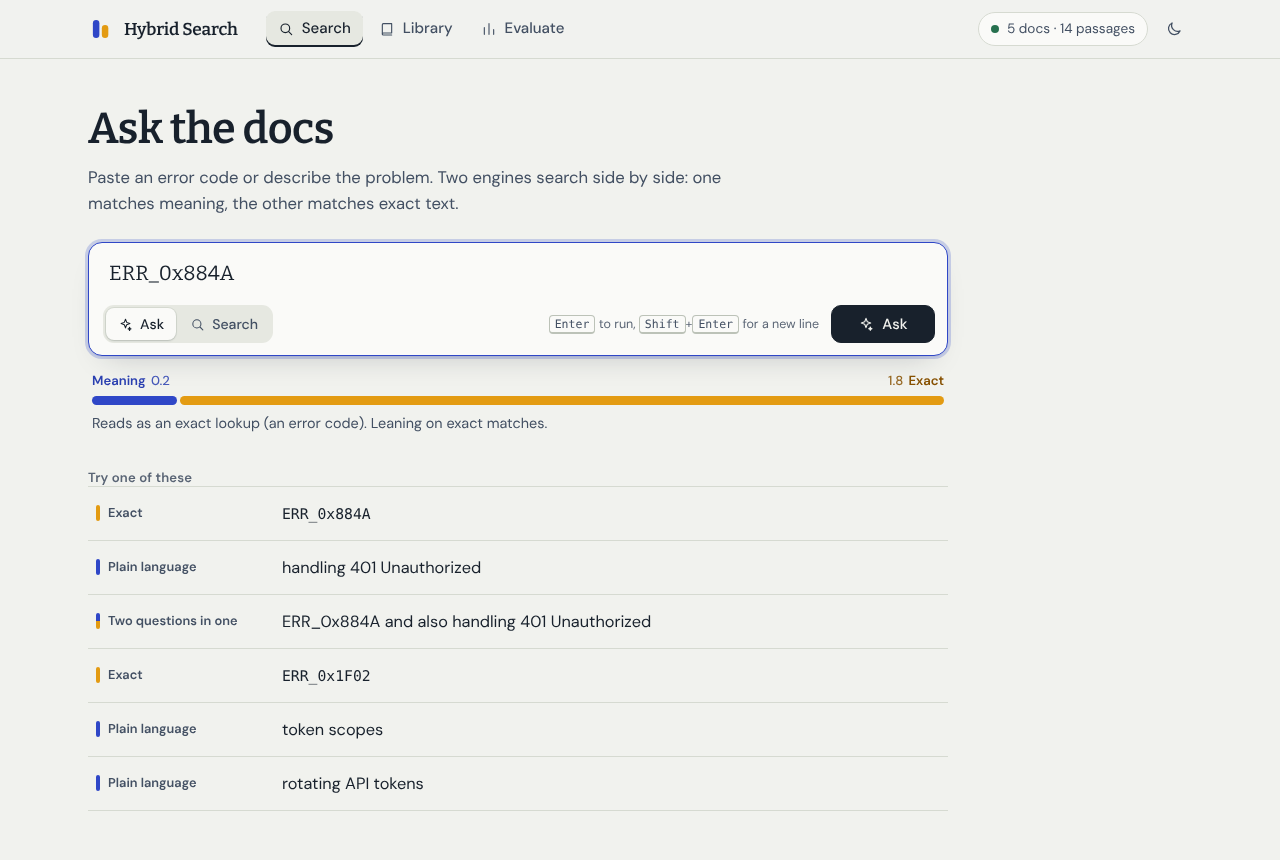 Hybrid Search
Search
Library
Evaluate
5 docs · 14 passages
Ask the docs
Paste an error code or describe the problem. Two engines search side by side: one
matches meaning, the other matches exact text.
ERR_0x884A
Ask
Search
Enter to run, Shift+Enter for a new line
Ask
Meaning 0.2
1.8 Exact
Reads as an exact lookup (an error code). Leaning on exact matches.
Try one of these
Exact ERR_0x884A
Plain language handling 401 Unauthorized
Two questions in one ERR_0x884A and also handling 401 Unauthorized
Exact ERR_0x1F02
Plain language token scopes
Plain language rotating API tokens